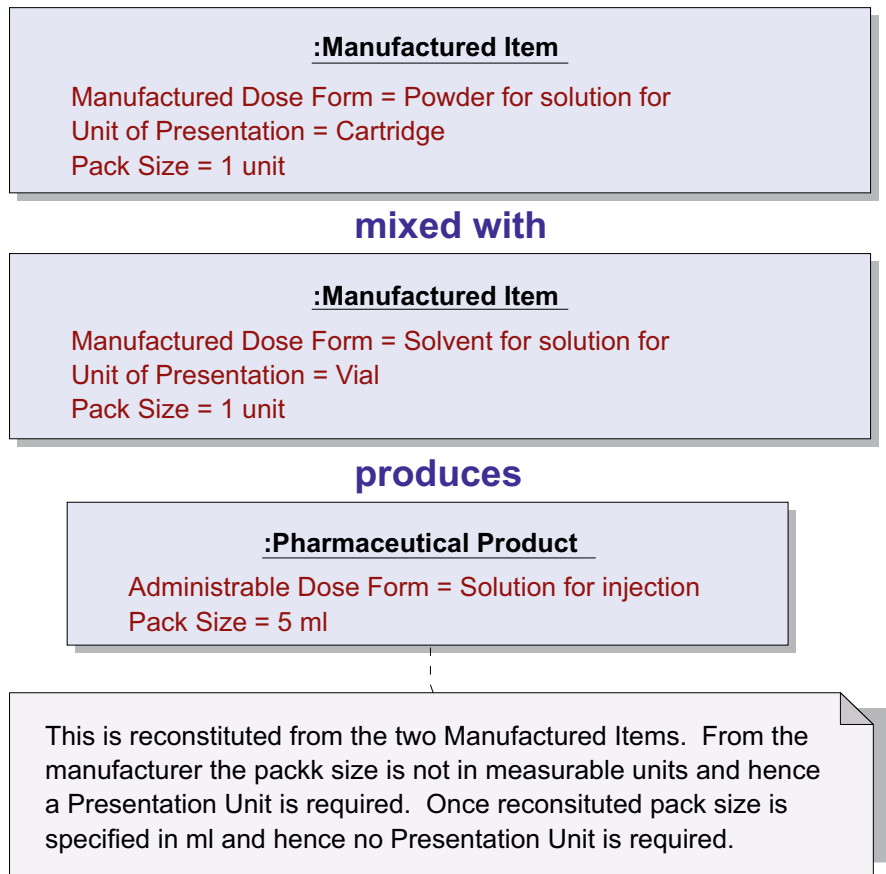 :Manufactured Item
Manufactured Dose Form = Powder for solution for
Unit of Presentation = Cartridge
Pack Size = 1 unit
mixed with
:Manufactured Item
Manufactured Dose Form = Solvent for solution for
Unit of Presentation = Vial
Pack Size = 1 unit
produces
:Pharmaceutical Product
Administrable Dose Form = Solution for injection
Pack Size = 5 ml
This is reconstituted from the two Manufactured Items.  From the
manufacturer the packk size is not in measurable units and hence
a Presentation Unit is required.  Once reconsituted pack size is
specified in ml and hence no Presentation Unit is required.